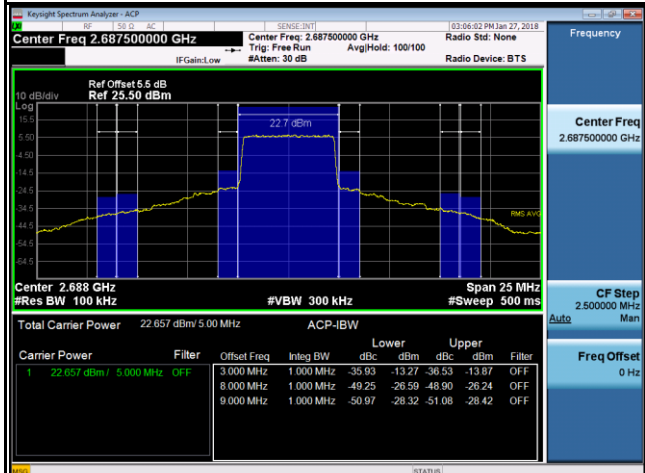 Keysight Spectrum Analyzer - ACP
RF 50 Ω AC SENSE:INT 03:06:02 PM Jan 27, 2018
Center Freq 2.687500000 GHz Center Freq: 2.687500000 GHz Radio Std: None
Trig: Free Run Avg|Hold: 100/100
IFGain:Low #Atten: 30 dB Radio Device: BTS
Frequency
Ref Offset 5.5 dB
10 dB/div Ref 25.50 dBm
Log
15.5
22.7 dBm
5.50
-4.50
-14.5
-24.5
-34.5
RMS AVG
-44.5
-54.5
-64.5
Center 2.688 GHz Span 25 MHz
#Res BW 100 kHz #VBW 300 kHz #Sweep 500 ms
Total Carrier Power 22.657 dBm/ 5.00 MHz ACP-IBW
Lower Upper
Carrier Power Filter Offset Freq Integ BW dBc dBm dBc dBm Filter
1 22.657 dBm / 5.000 MHz OFF 3.000 MHz 1.000 MHz -35.93 -13.27 -36.53 -13.87 OFF
8.000 MHz 1.000 MHz -49.25 -26.59 -48.90 -26.24 OFF
9.000 MHz 1.000 MHz -50.97 -28.32 -51.08 -28.42 OFF
Center Freq
2.687500000 GHz
CF Step
2.500000 MHz
Auto Man
Freq Offset
0 Hz
MSG STATUS